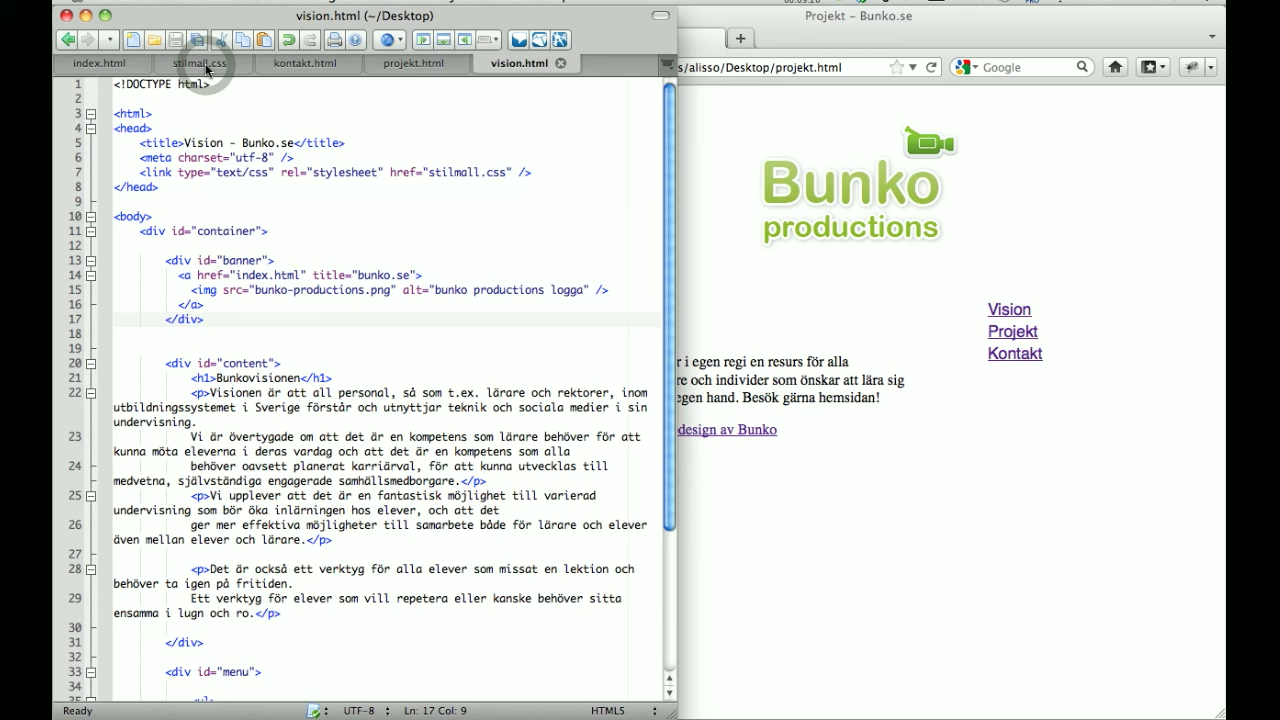 vision.html (~/Desktop)
Projekt – Bunko.se
index.html
stilmall.css
kontakt.html
projekt.html
vision.html
s/alisso/Desktop/projekt.html
Google
1 <!DOCTYPE html>
2
3 <html>
4 <head>
5 <title>Vision - Bunko.se</title>
6 <meta charset="utf-8" />
7 <link type="text/css" rel="stylesheet" href="stilmall.css" />
8 </head>
9
10 <body>
11 <div id="container">
12
13 <div id="banner">
14 <a href="index.html" title="bunko.se">
15 <img src="bunko-productions.png" alt="bunko productions logga" />
16 </a>
17 </div>
18
19
20 <div id="content">
21 <h1>Bunkovisionen</h1>
22 <p>Visionen är att all personal, så som t.ex. lärare och rektorer, inom
utbildningssystemet i Sverige förstår och utnyttjar teknik och sociala medier i sin
undervisning.
23 Vi är övertygade om att det är en kompetens som lärare behöver för att
kunna möta eleverna i deras vardag och att det är en kompetens som alla
24 behöver oavsett planerat karriärval, för att kunna utvecklas till
medvetna, självständiga engagerade samhällsmedborgare.</p>
25 <p>Vi upplever att det är en fantastisk möjlighet till varierad
undervisning som bör öka inlärningen hos elever, och att det
26 ger mer effektiva möjligheter till samarbete både för lärare och elever
även mellan elever och lärare.</p>
27
28 <p>Det är också ett verktyg för alla elever som missat en lektion och
behöver ta igen på fritiden.
29 Ett verktyg för elever som vill repetera eller kanske behöver sitta
ensamma i lugn och ro.</p>
30
31 </div>
32
33 <div id="menu">
34
Ready
UTF-8
Ln: 17 Col: 9
HTML5
Bunko
productions
Vision
Projekt
Kontakt
r i egen regi en resurs för alla
re och individer som önskar att lära sig
egen hand. Besök gärna hemsidan!
design av Bunko